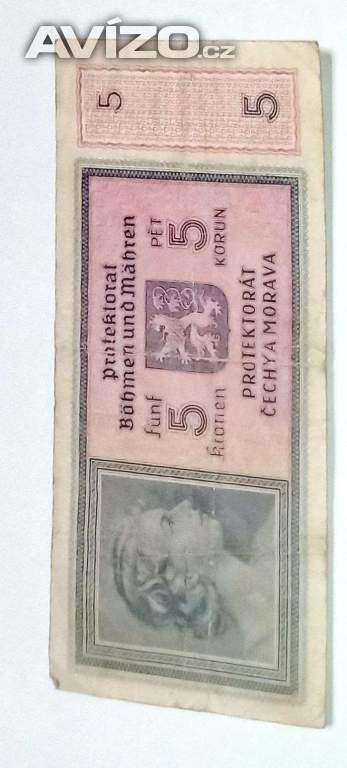 AVÍZO.cz
5
5
Protektorat
Böhmen und Mähren
Fünf
PĚT
5
5
Kronen
KORUN
PROTEKTORÁT
ČECHY A MORAVA